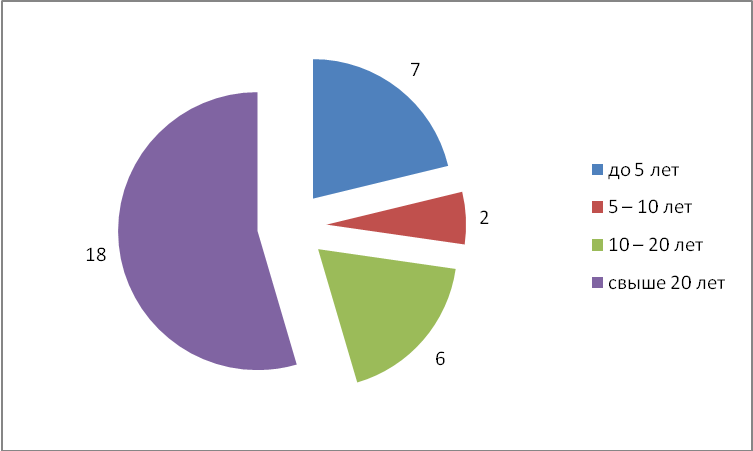 7
2
6
18
до 5 лет
5 – 10 лет
10 – 20 лет
свыше 20 лет